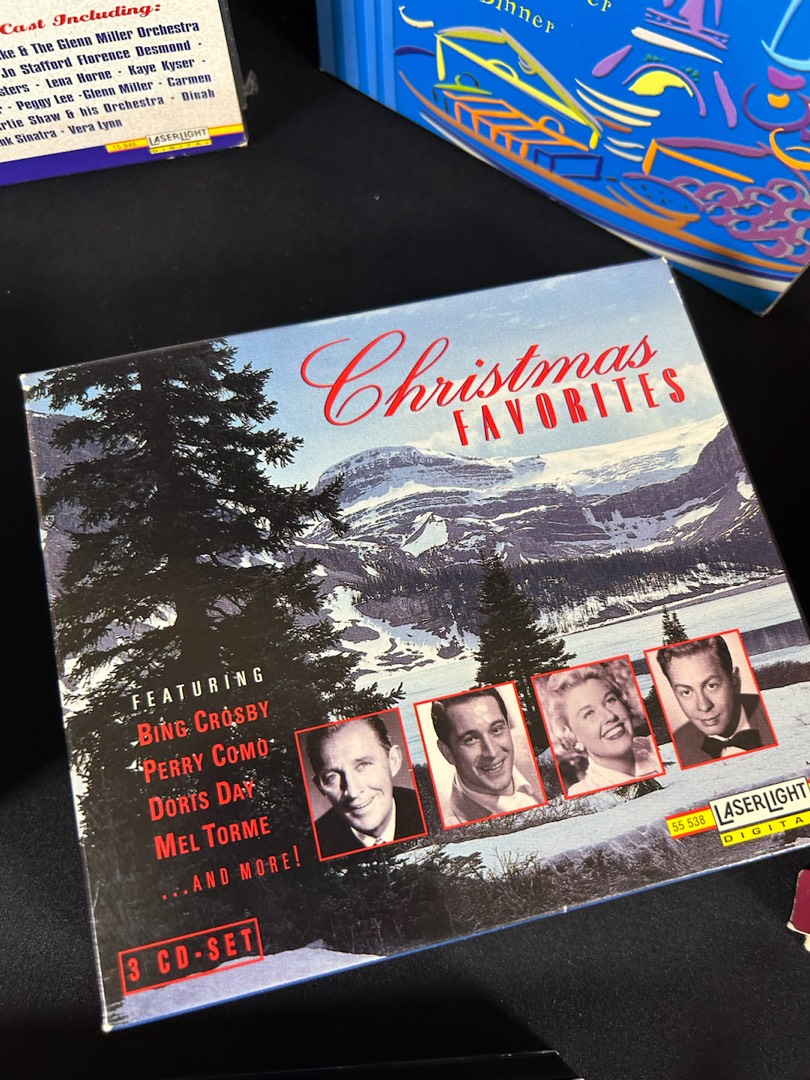 Cast Including:
ke & The Glenn Miller Orchestra
Jo Stafford Florence Desmond ·
sters - Lena Horne - Kaye Kyser -
r - Peggy Lee -Glenn Miller - Carmen
rtie Shaw & his Orchestra - Dinah
nk Sinatra - Vera Lynn
LASERLIGHT
DIGITAL
er
Dinner
Christmas
FAVORITES
FEATURING
BING CROSBY
PERRY COMO
DORIS DAY
MEL TORME
...AND MORE!
3 CD-SET
55 538
LASERLIGHT
DIGITA